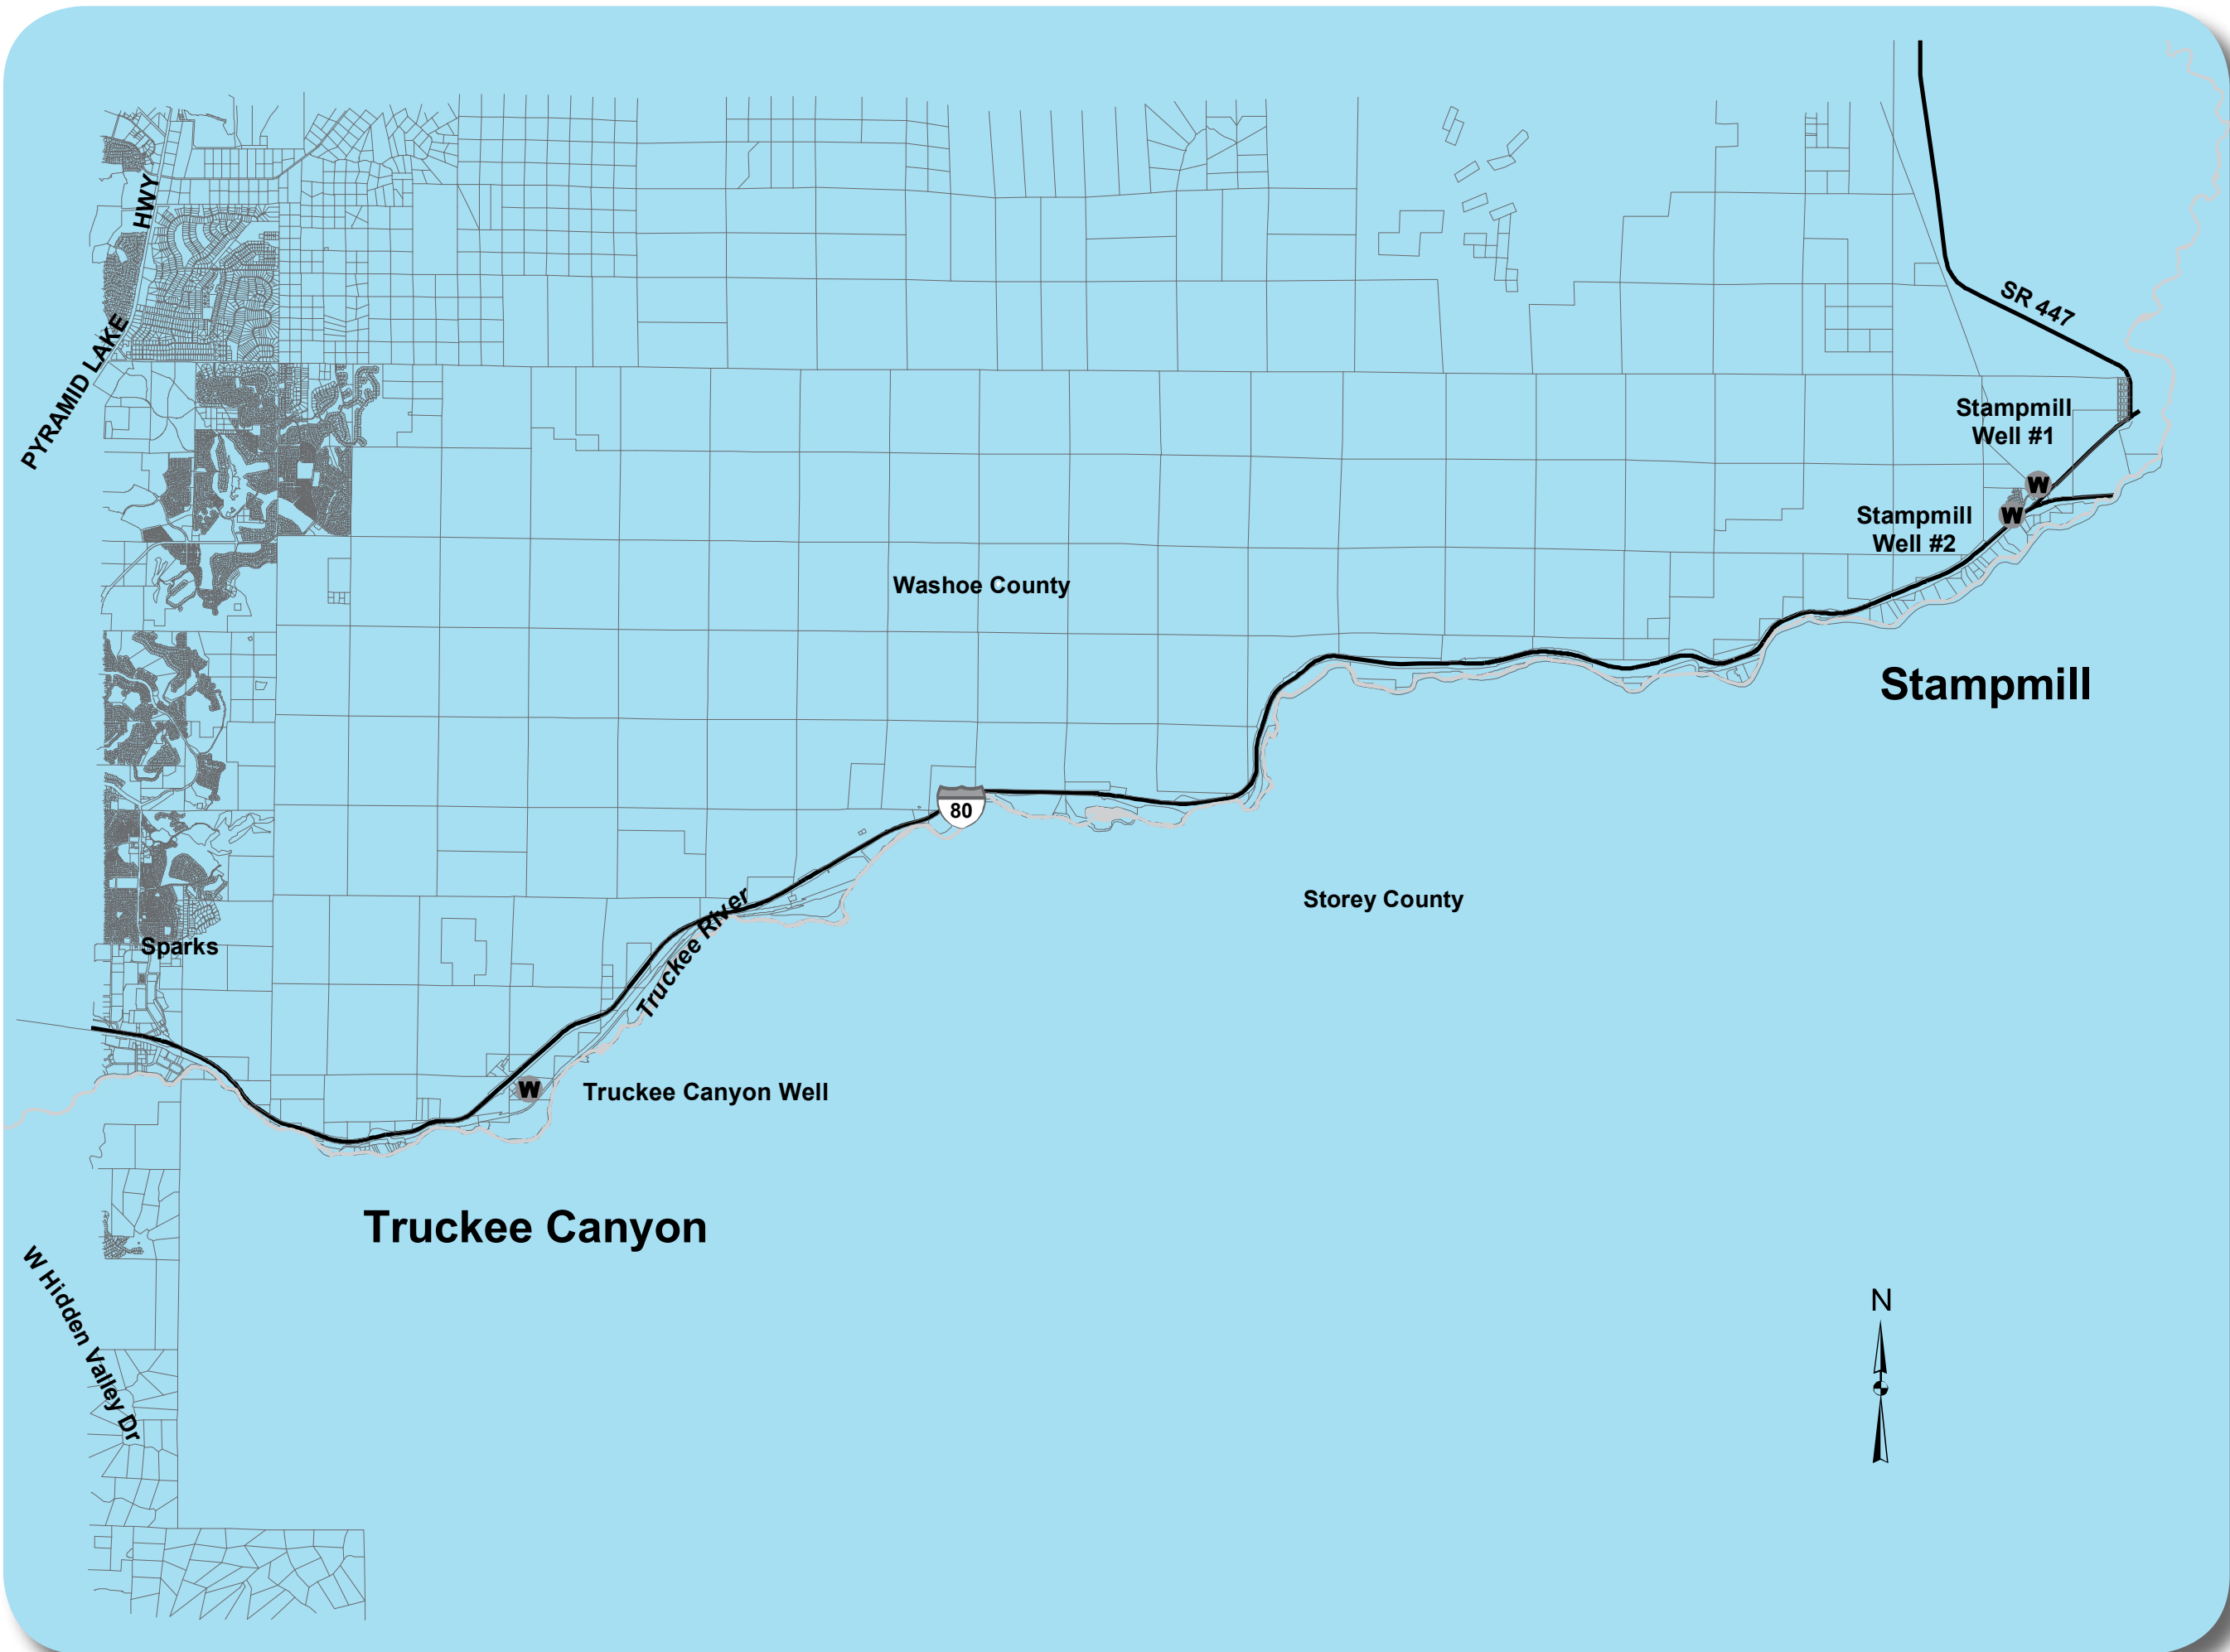 HWY
SR 447
PYRAMID LAKE
Stampmill
Well #1
W
Stampmill
Well #2
W
Washoe County
Stampmill
80
Storey County
Truckee River
Sparks
W
Truckee Canyon Well
Truckee Canyon
W Hidden Valley Dr
N